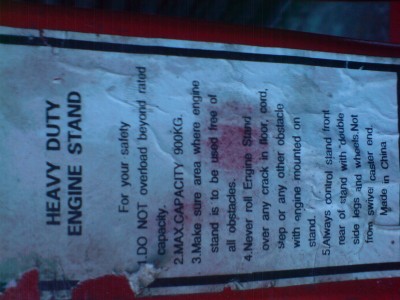 HEAVY DUTY
ENGINE STAND
For your safety
1.DO NOT overload beyond rated
capacity.
2.MAX.CAPACITY 900KG.
3.Make sure area where engine
stand is to be used free of
all obstacles.
4.Never roll Engine Stand
over any crack in floor, cord,
step or any other obstacle
with engine mounted on
stand.
5.Always control stand front
rear of stand with double
side legs and wheels.Not
from swivel caster end.
Made in China